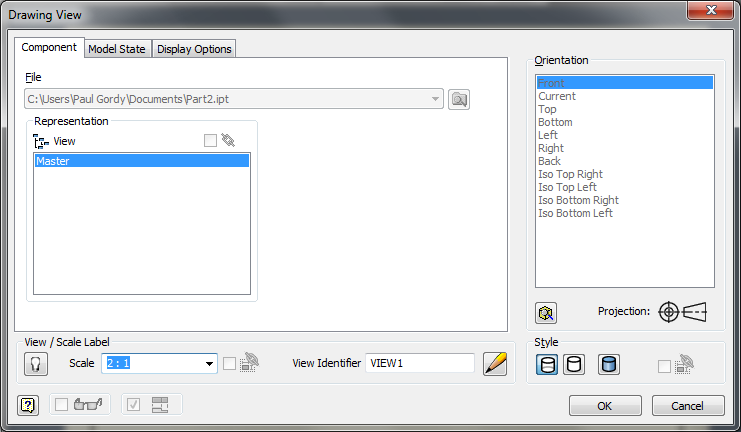 Drawing View
Component Model State Display Options
File
C:\Users\Paul Gordy\Documents\Part2.ipt
Representation
View
Master
Orientation
Front
Current
Top
Bottom
Left
Right
Back
Iso Top Right
Iso Top Left
Iso Bottom Right
Iso Bottom Left
Projection:
View / Scale Label
Scale 2 : 1 View Identifier VIEW1
Style
OK Cancel